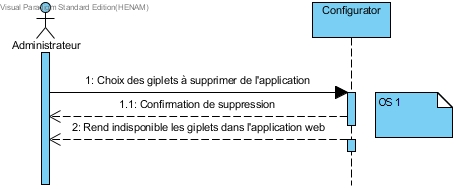 Visual Paradigm Standard Edition(HENAM)
Configurator
Administrateur
1: Choix des giplets à supprimer de l'application
1.1: Confirmation de suppression
OS 1
2: Rend indisponible les giplets dans l'application web